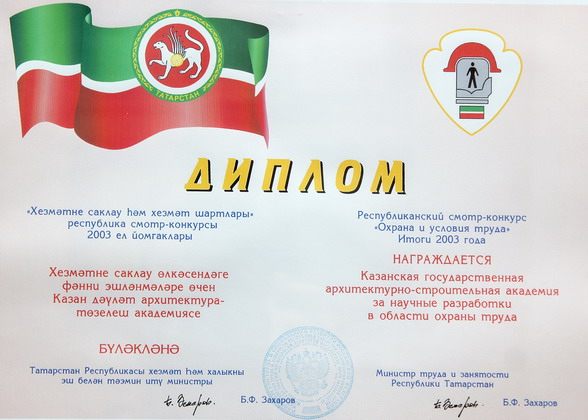 ТАТАРСТАН
ДИПЛОМ
«Хезмәтне саклау һәм хезмәт шартлары»
республика смотр-конкурсы
2003 ел йомгаклары
Хезмәтне саклау өлкәсендәге
фәнни эшләнмәләре өчен
Казан дәүләт архитектура-
төзелеш академиясе
БҮЛӘКЛӘНӘ
Татарстан Республикасы хезмәт һәм халыкны
эш белән тәэмин итү министры
Б.Ф. Захаров
Республиканский смотр-конкурс
«Охрана и условия труда»
Итоги 2003 года
НАГРАЖДАЕТСЯ
Казанская государственная
архитектурно-строительная академия
за научные разработки
в области охраны труда
Министр труда и занятости
Республики Татарстан
Б.Ф. Захаров